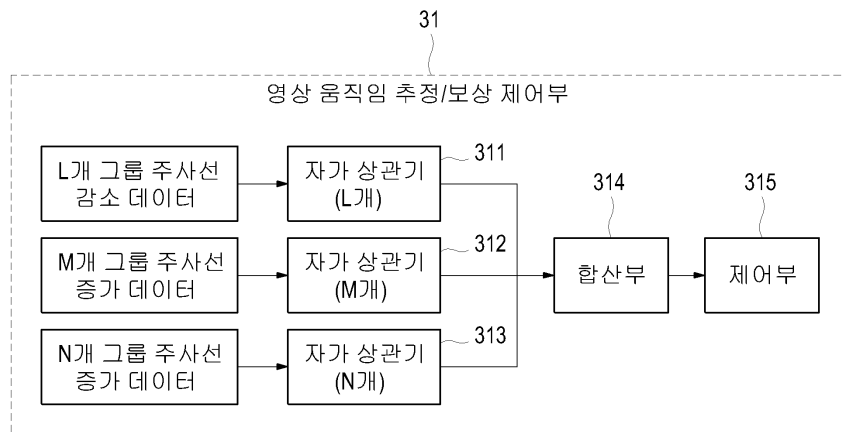 31
영상 움직임 추정/보상 제어부
L개 그룹 주사선
감소 데이터
자가 상관기
(L개)
311
M개 그룹 주사선
증가 데이터
자가 상관기
(M개)
312
N개 그룹 주사선
증가 데이터
자가 상관기
(N개)
313
합산부
314
제어부
315